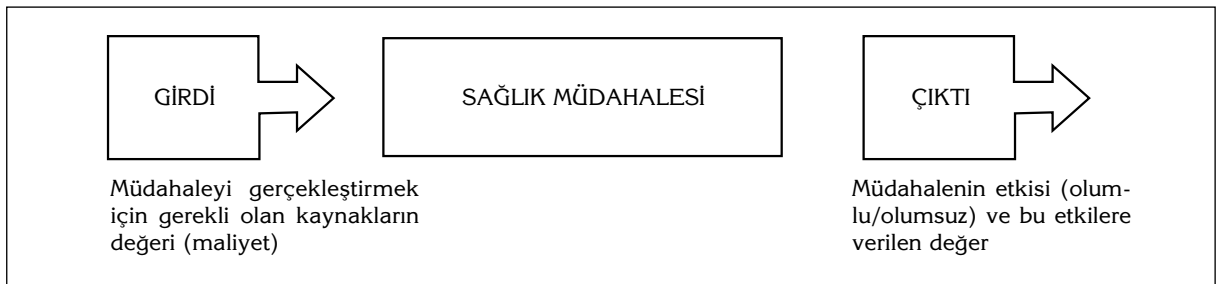 GİRDİ
SAĞLIK MÜDAHALESİ
ÇIKTI
Müdahaleyi gerçekleştirmek
için gerekli olan kaynakların
değeri (maliyet)
Müdahalenin etkisi (olum-
lu/olumsuz) ve bu etkilere
verilen değer